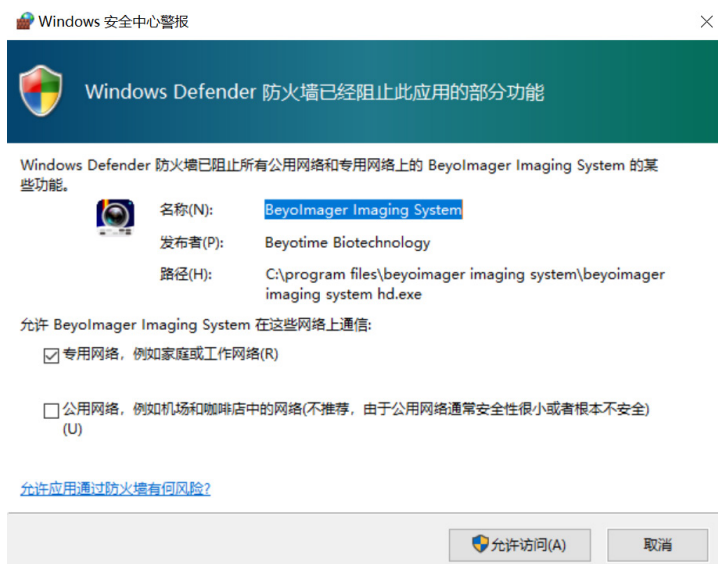 Windows 安全中心警报
Windows Defender 防火墙已经阻止此应用的部分功能
Windows Defender 防火墙已阻止所有公用网络和专用网络上的 BeyoImager Imaging System 的某
些功能。
名称(N): BeyoImager Imaging System
发布者(P): Beyotime Biotechnology
路径(H): C:\program files\beyoimager imaging system\beyoimager
imaging system hd.exe
允许 BeyoImager Imaging System 在这些网络上通信:
专用网络，例如家庭或工作网络(R)
公用网络，例如机场和咖啡店中的网络(不推荐，由于公用网络通常安全性很小或者根本不安全)
(U)
允许应用通过防火墙有何风险?
允许访问(A) 取消